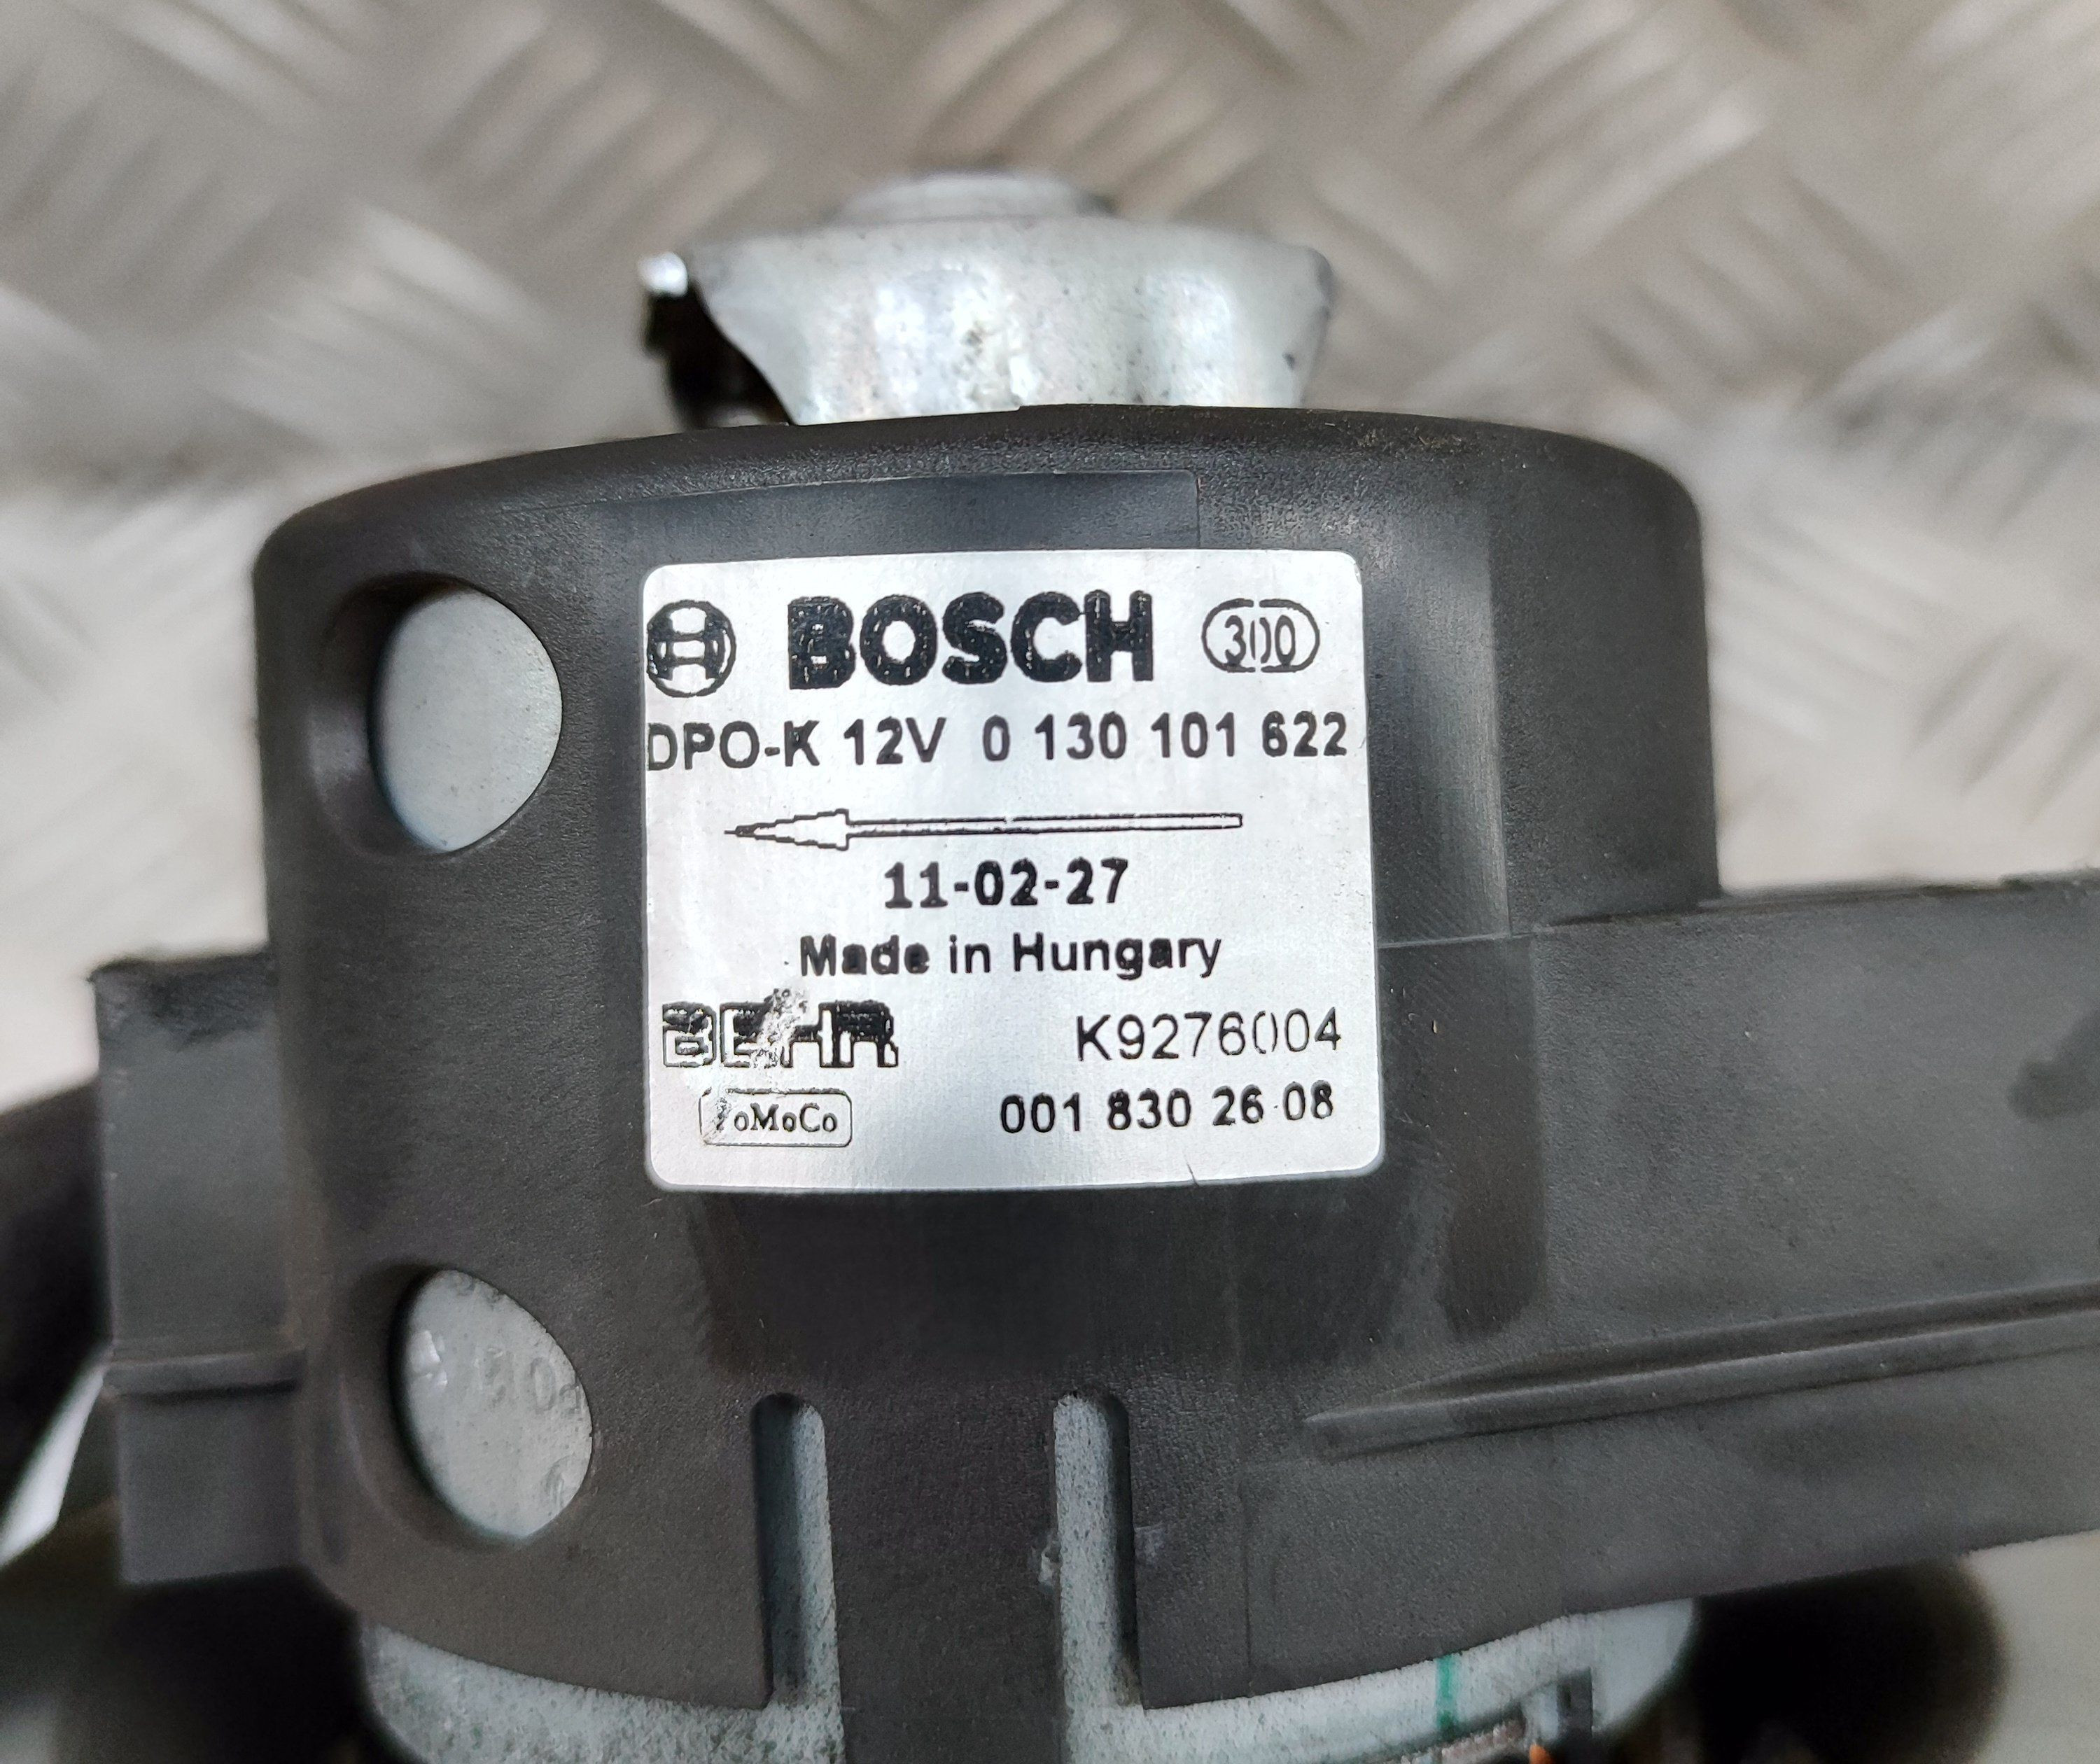 BOSCH 300
DPO-K 12V 0 130 101 622
11-02-27
Made in Hungary
BEHR K9276004
FoMoCo 001 830 26 08